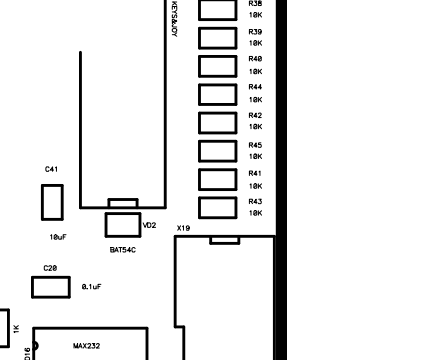 KEYS&JOY
R38
10K
R39
10K
R40
10K
R44
10K
R42
10K
R45
10K
R41
10K
R43
10K
C41
10uF
VD2
BAT54C
X19
C20
0.1uF
1K
D16
MAX232